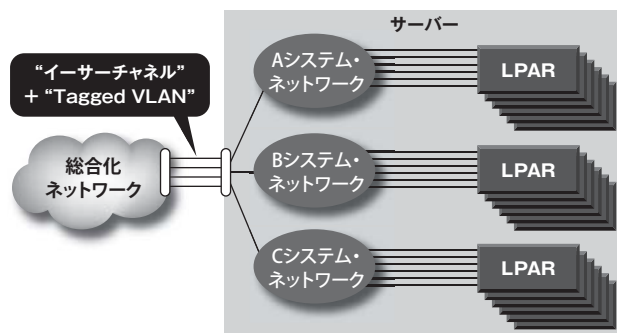 サーバー
“イーサーチャネル”
+ “Tagged VLAN”
総合化
ネットワーク
Aシステム・
ネットワーク
LPAR
Bシステム・
ネットワーク
LPAR
Cシステム・
ネットワーク
LPAR